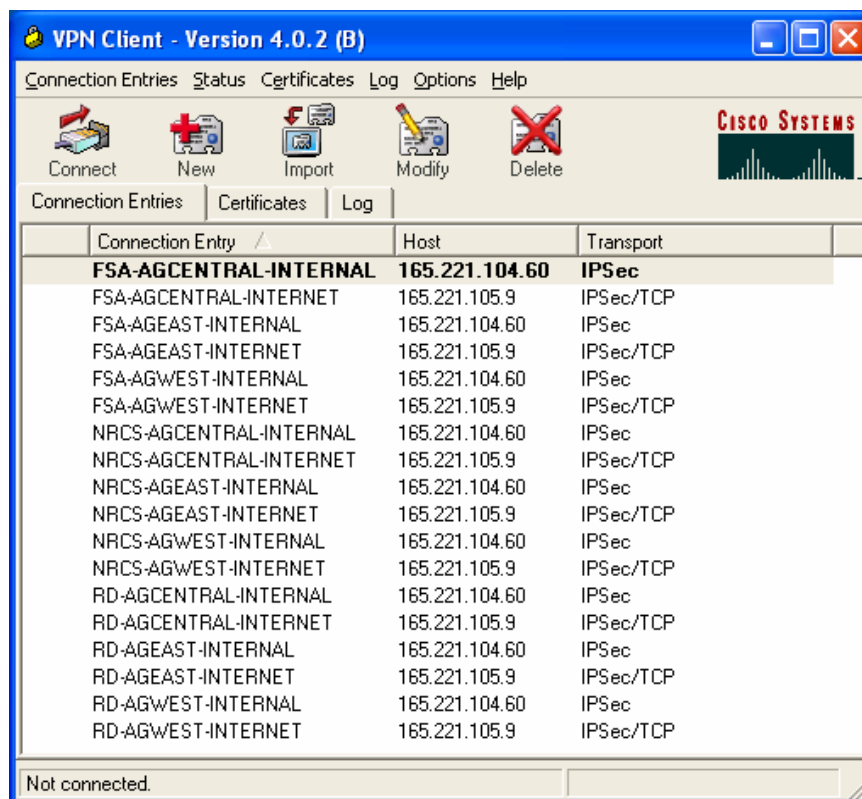 VPN Client - Version 4.0.2 (B)
Connection Entries Status Certificates Log Options Help
CISCO SYSTEMS
Connect New Import Modify Delete
Connection Entries Certificates Log
Connection Entry Host Transport
FSA-AGCENTRAL-INTERNAL 165.221.104.60 IPSec
FSA-AGCENTRAL-INTERNET 165.221.105.9 IPSec/TCP
FSA-AGEAST-INTERNAL 165.221.104.60 IPSec
FSA-AGEAST-INTERNET 165.221.105.9 IPSec/TCP
FSA-AGWEST-INTERNAL 165.221.104.60 IPSec
FSA-AGWEST-INTERNET 165.221.105.9 IPSec/TCP
NRCS-AGCENTRAL-INTERNAL 165.221.104.60 IPSec
NRCS-AGCENTRAL-INTERNET 165.221.105.9 IPSec/TCP
NRCS-AGEAST-INTERNAL 165.221.104.60 IPSec
NRCS-AGEAST-INTERNET 165.221.105.9 IPSec/TCP
NRCS-AGWEST-INTERNAL 165.221.104.60 IPSec
NRCS-AGWEST-INTERNET 165.221.105.9 IPSec/TCP
RD-AGCENTRAL-INTERNAL 165.221.104.60 IPSec
RD-AGCENTRAL-INTERNET 165.221.105.9 IPSec/TCP
RD-AGEAST-INTERNAL 165.221.104.60 IPSec
RD-AGEAST-INTERNET 165.221.105.9 IPSec/TCP
RD-AGWEST-INTERNAL 165.221.104.60 IPSec
RD-AGWEST-INTERNET 165.221.105.9 IPSec/TCP
Not connected.